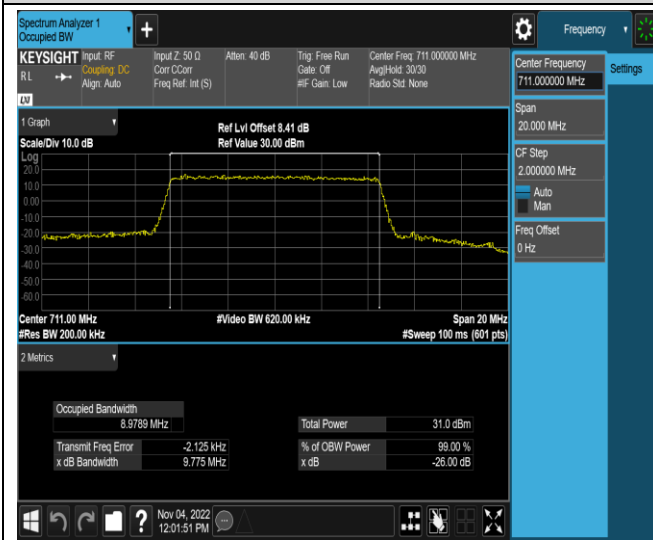 Spectrum Analyzer 1
Occupied BW
Frequency
KEYSIGHT
RL
Input: RF
Coupling: DC
Align: Auto
Input Z: 50 Ω
Corr CCorr
Freq Ref: Int (S)
Atten: 40 dB
Trig: Free Run
Gate: Off
#IF Gain: Low
Center Freq: 711.000000 MHz
Avg|Hold: 30/30
Radio Std: None
LXI
Center Frequency
711.000000 MHz
Settings
Span
20.000 MHz
CF Step
2.000000 MHz
Auto
Man
Freq Offset
0 Hz
1 Graph
Ref Lvl Offset 8.41 dB
Scale/Div 10.0 dB
Ref Value 30.00 dBm
Log
20.0
10.0
0.00
-10.0
-20.0
-30.0
-40.0
-50.0
-60.0
Center 711.00 MHz
#Video BW 620.00 kHz
Span 20 MHz
#Res BW 200.00 kHz
#Sweep 100 ms (601 pts)
2 Metrics
Occupied Bandwidth
8.9789 MHz
Total Power 31.0 dBm
Transmit Freq Error -2.125 kHz
% of OBW Power 99.00 %
x dB Bandwidth 9.775 MHz
x dB -26.00 dB
Nov 04, 2022
12:01:51 PM